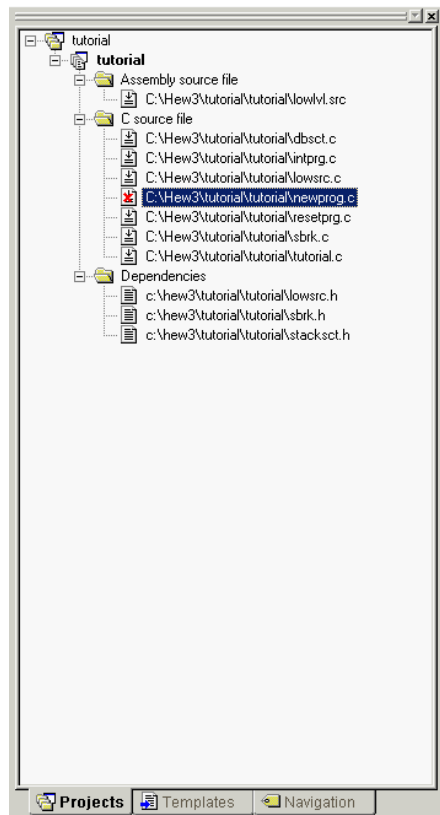 tutorial
tutorial
Assembly source file
C:\Hew3\tutorial\tutorial\lowlvl.src
C source file
C:\Hew3\tutorial\tutorial\dbsct.c
C:\Hew3\tutorial\tutorial\intprg.c
C:\Hew3\tutorial\tutorial\lowsrc.c
C:\Hew3\tutorial\tutorial\newprog.c
C:\Hew3\tutorial\tutorial\resetprg.c
C:\Hew3\tutorial\tutorial\sbrk.c
C:\Hew3\tutorial\tutorial\tutorial.c
Dependencies
c:\hew3\tutorial\tutorial\lowsrc.h
c:\hew3\tutorial\tutorial\sbrk.h
c:\hew3\tutorial\tutorial\stacksct.h
Projects Templates Navigation